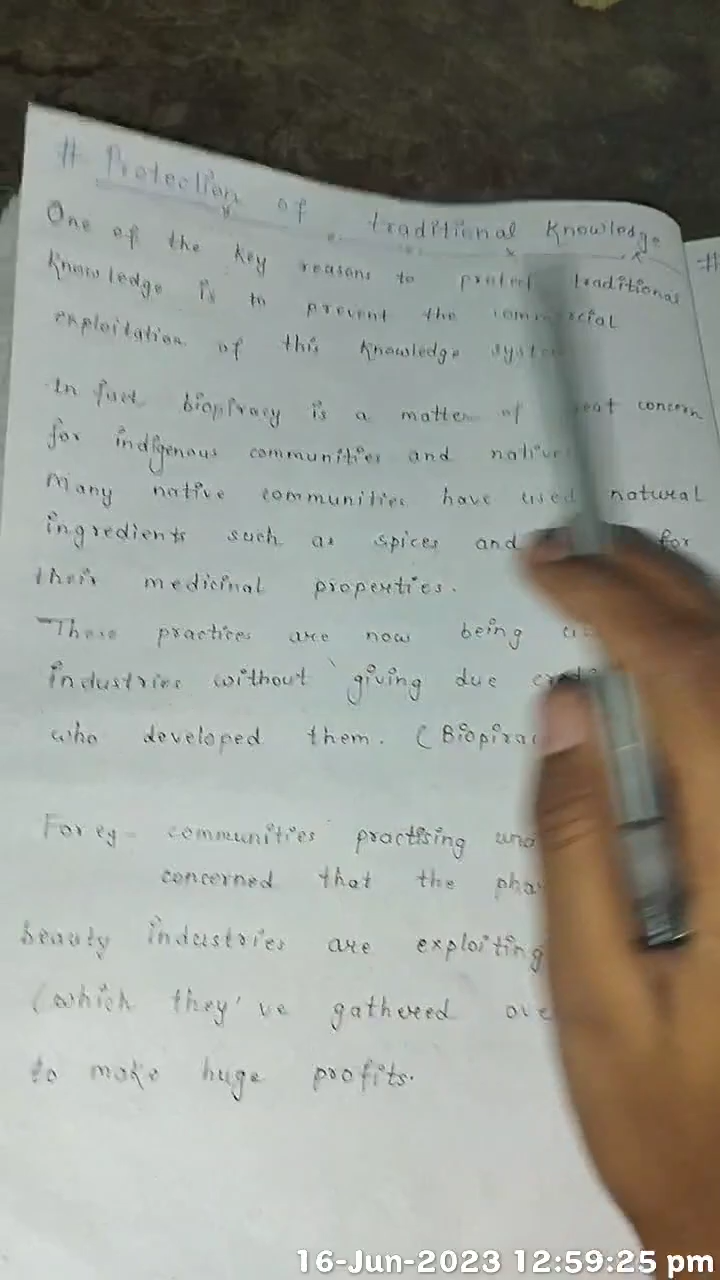 # Protection of traditional Knowledge
One of the key reasons to protect traditional
Knowledge is to prevent the commercial
exploitation of this Knowledge
In fact biopiracy is a matter of concern
for indigenous communities and
Many native communities have used natural
ingredients such as spices and for
their medicinal properties.
These practices are now being
industries without giving due
who developed them.
For eg- communities practising
concerned that the
beauty industries are exploiting
(which they've gathered
to make huge profits.
#
16-Jun-2023 12:59:25 pm